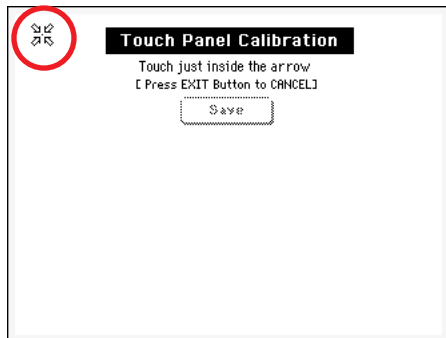 Touch Panel Calibration
Touch just inside the arrow
[ Press EXIT Button to CANCEL]
Save